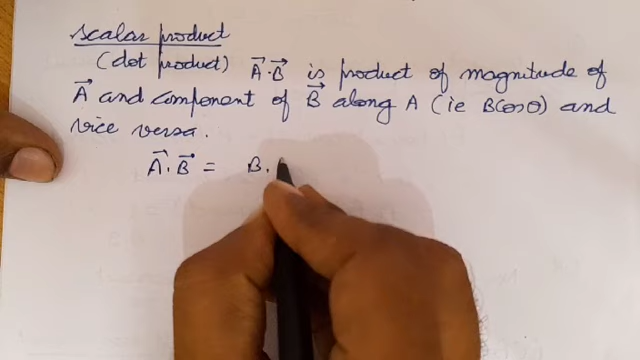 scalar product
(dot product) A⃗·B⃗ is product of magnitude of
A⃗ and component of B⃗ along A (ie Bcosθ) and
vice versa.
A⃗·B⃗ = B.